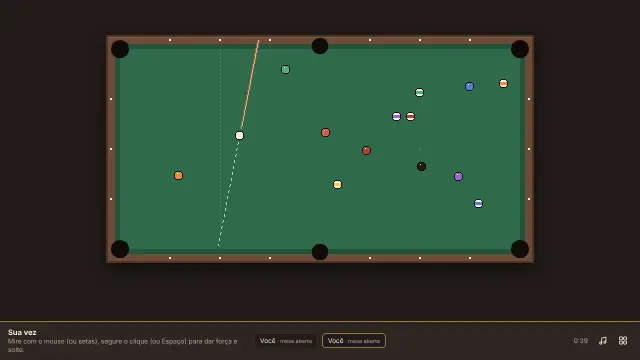 Sua vez
Mire com o mouse (ou setas), segure o clique (ou Espaço) para dar força e
solte.
Você mesa aberta
Você mesa aberta
0:39